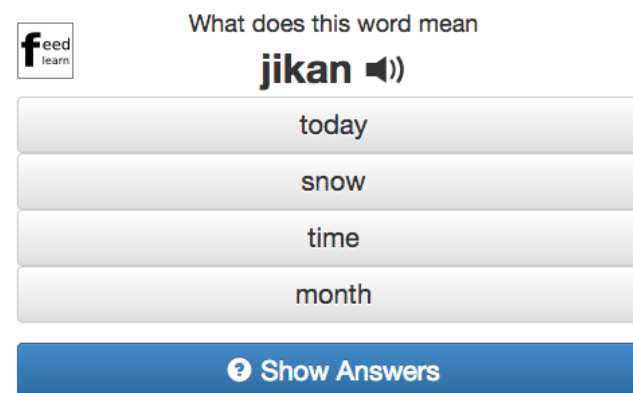 feed
learn
What does this word mean
jikan
today
snow
time
month
Show Answers